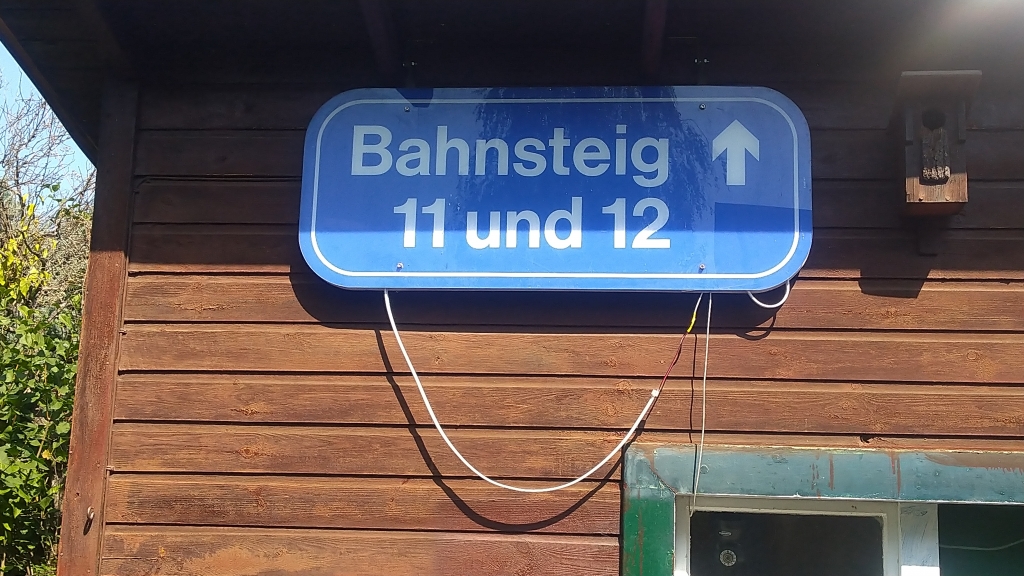 Bahnsteig ↑
11 und 12